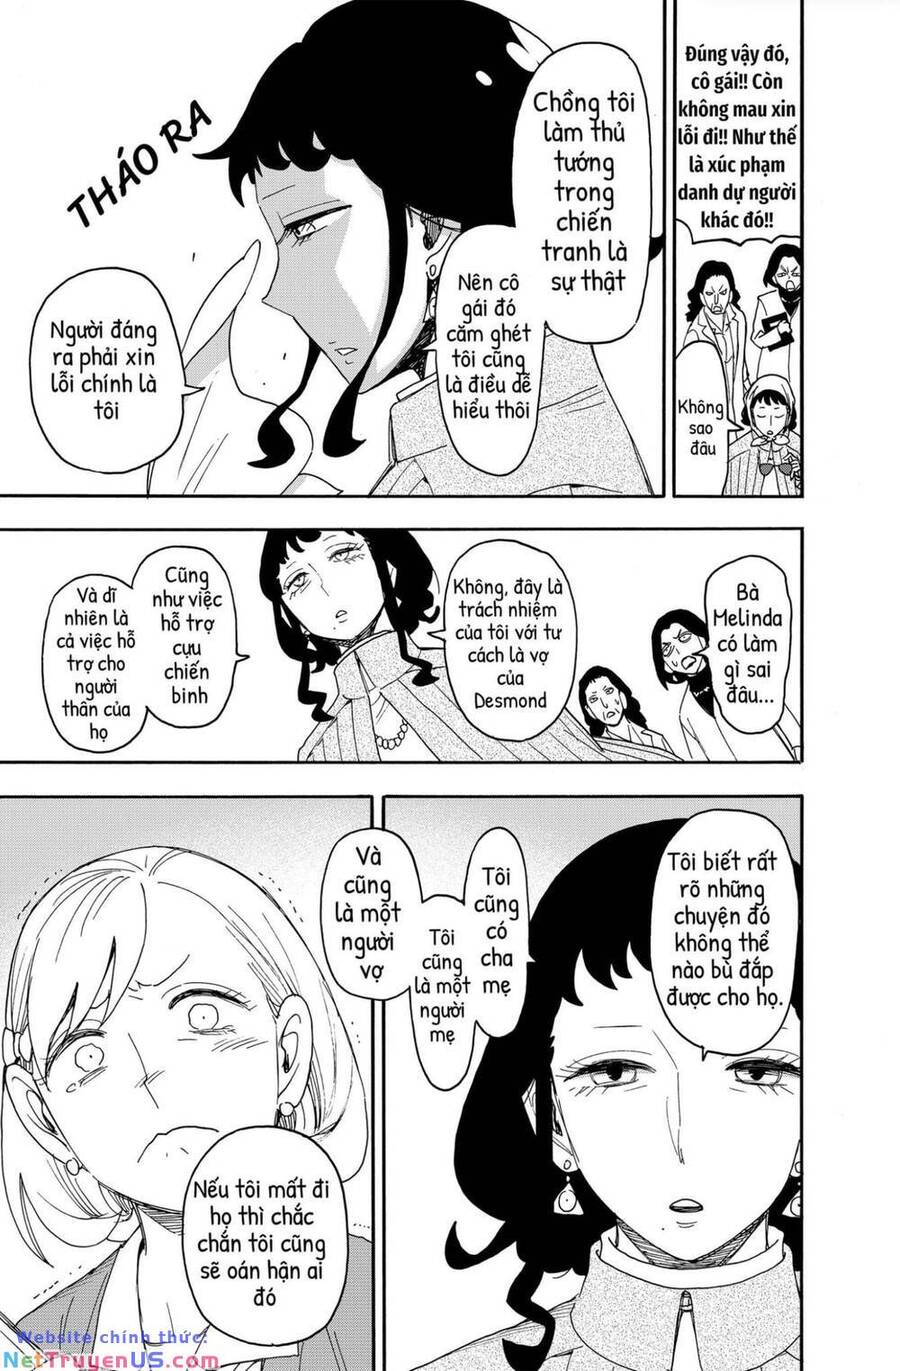 Đúng vậy đó,
cô gái!! Còn
không mau xin
lỗi đi!! Như thế
là xúc phạm
danh dự người
khác đó!!
Không
sao
đâu
Chồng tôi
làm thủ
tướng
trong
chiến
tranh là
sự thật
Nên cô
gái đó
căm ghét
tôi cũng
là điều dễ
hiểu thôi
THÁO RA
Người đáng
ra phải xin
lỗi chính là
tôi
Bà
Melinda
có làm
gì sai
đâu...
Không, đây là
trách nhiệm
của tôi với tư
cách là vợ
của
Desmond
Cũng
như việc
hỗ trợ
cựu
chiến
binh
Và dĩ
nhiên là
cả việc hỗ
trợ cho
người
thân của
họ
Tôi biết rất
rõ những
chuyện đó
không thể
nào bù đắp
được cho họ.
Tôi
cũng
có
cha
mẹ
Tôi
cũng
là một
người
mẹ
Và
cũng
là một
người
vợ
Nếu tôi mất đi
họ thì chắc
chắn tôi cũng
sẽ oán hận ai
đó
Website chính thức:
NetTruyenUS.com